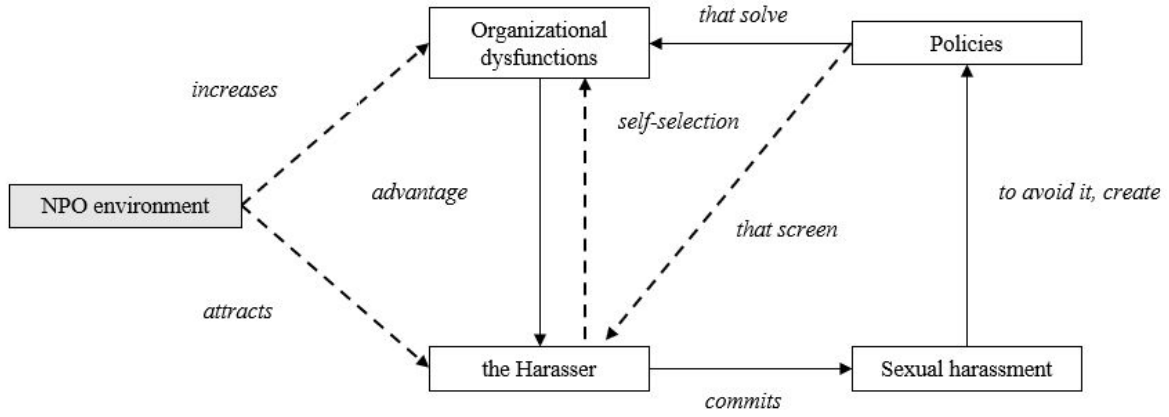 that solve
Organizational
dysfunctions
Policies
increases
self-selection
NPO environment
advantage
to avoid it, create
that screen
attracts
the Harasser
Sexual harassment
commits